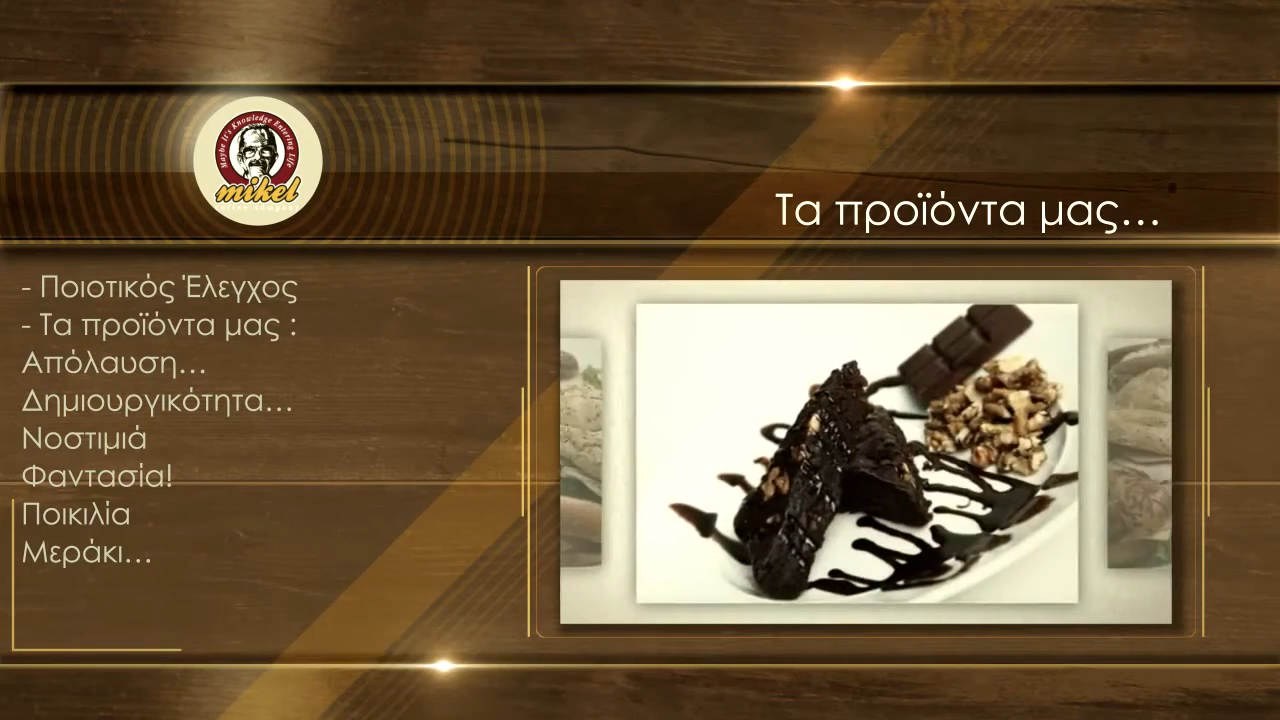 Maybe It's Knowledge Entering Life
mikel
Τα προϊόντα μας...
- Ποιοτικός Έλεγχος
- Τα προϊόντα μας :
Απόλαυση...
Δημιουργικότητα...
Νοστιμιά
Φαντασία!
Ποικιλία
Μεράκι...